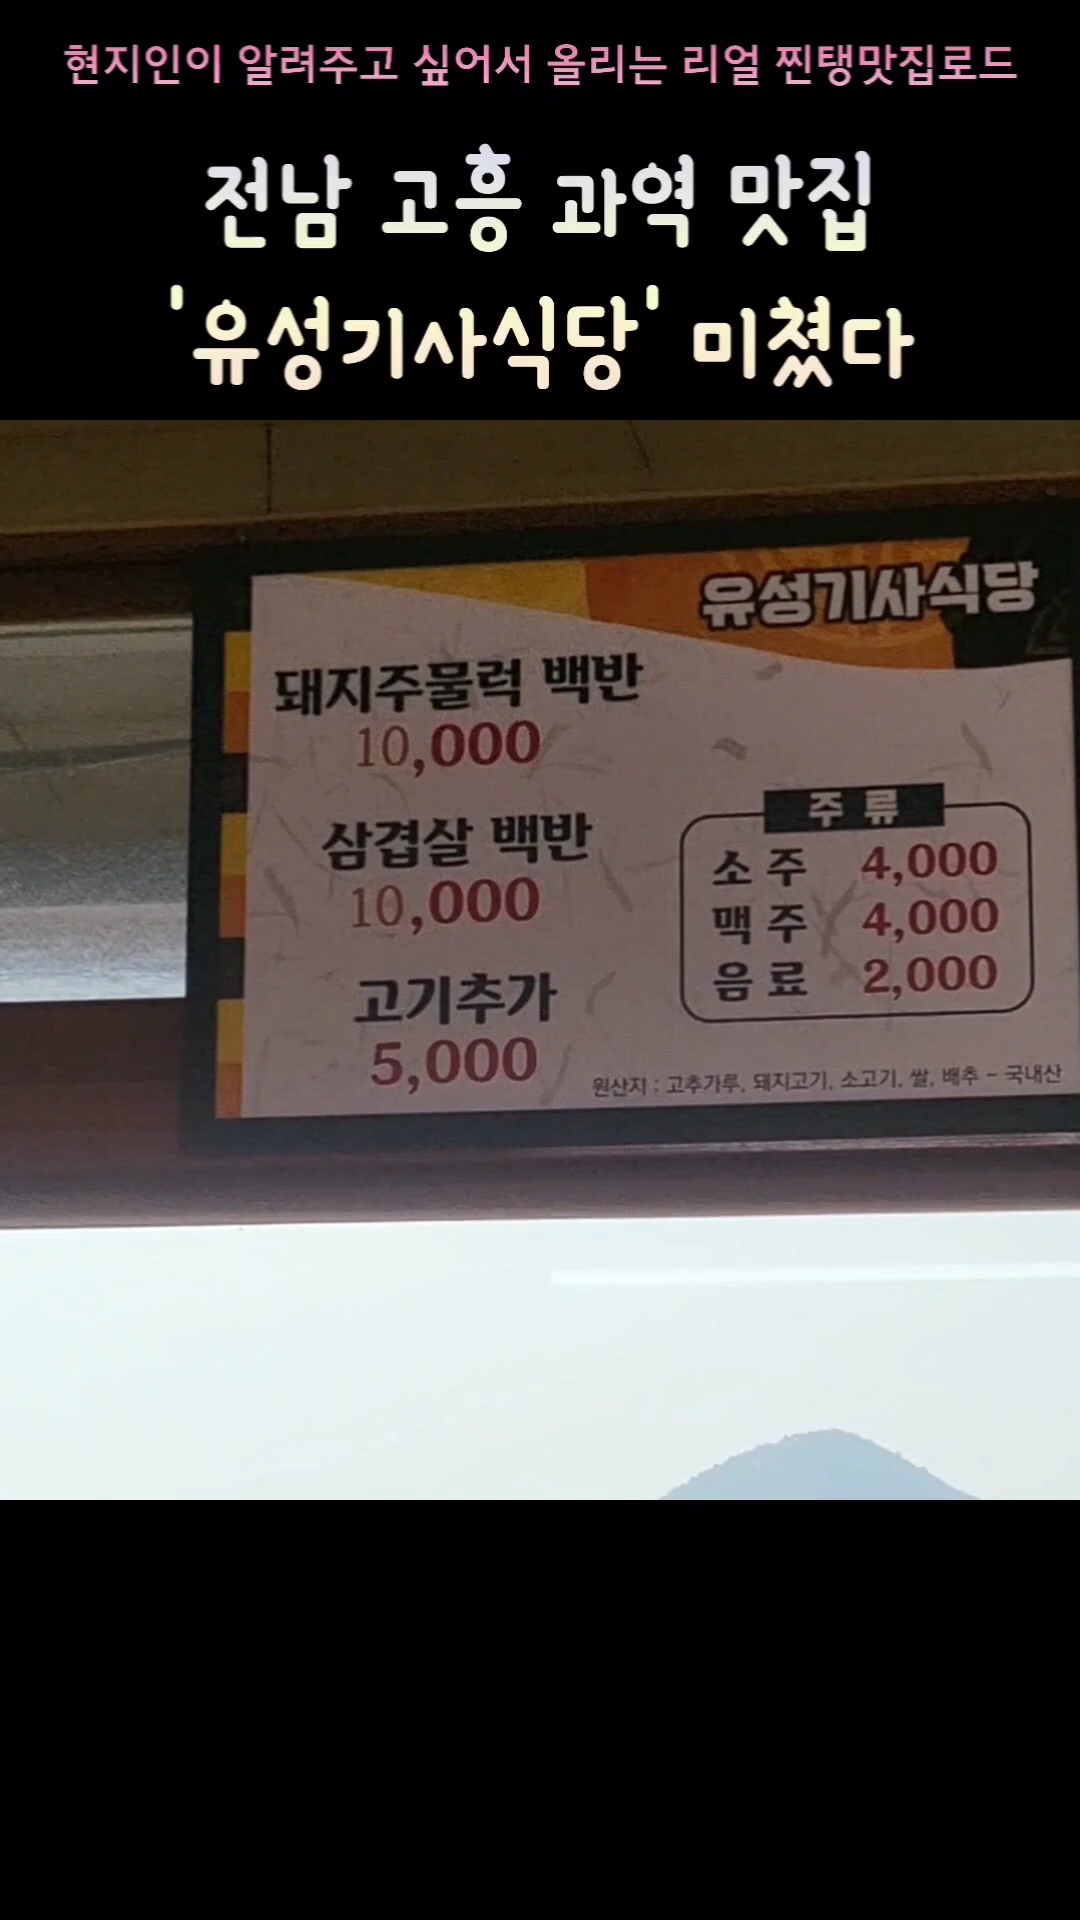 현지인이 알려주고 싶어서 올리는 리얼 찐탱맛집로드
전남 고흥 과역 맛집
'유성기사식당' 미쳤다
유성기사식당
돼지주물럭 백반
10,000
삼겹살 백반
10,000
고기추가
5,000
주류
소주 4,000
맥주 4,000
음료 2,000
원산지 : 고추가루, 돼지고기, 소고기, 쌀, 배추 - 국내산